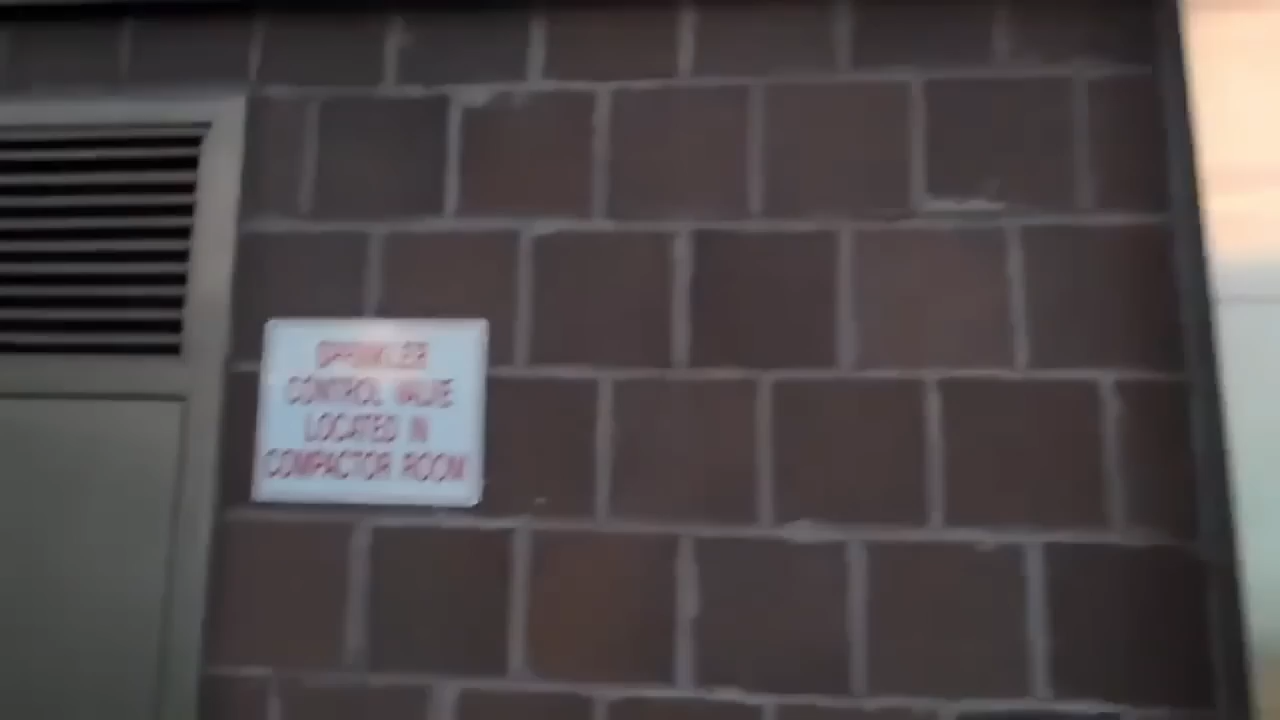 SPRINKLER
CONTROL VALVE
LOCATED IN
COMPACTOR ROOM